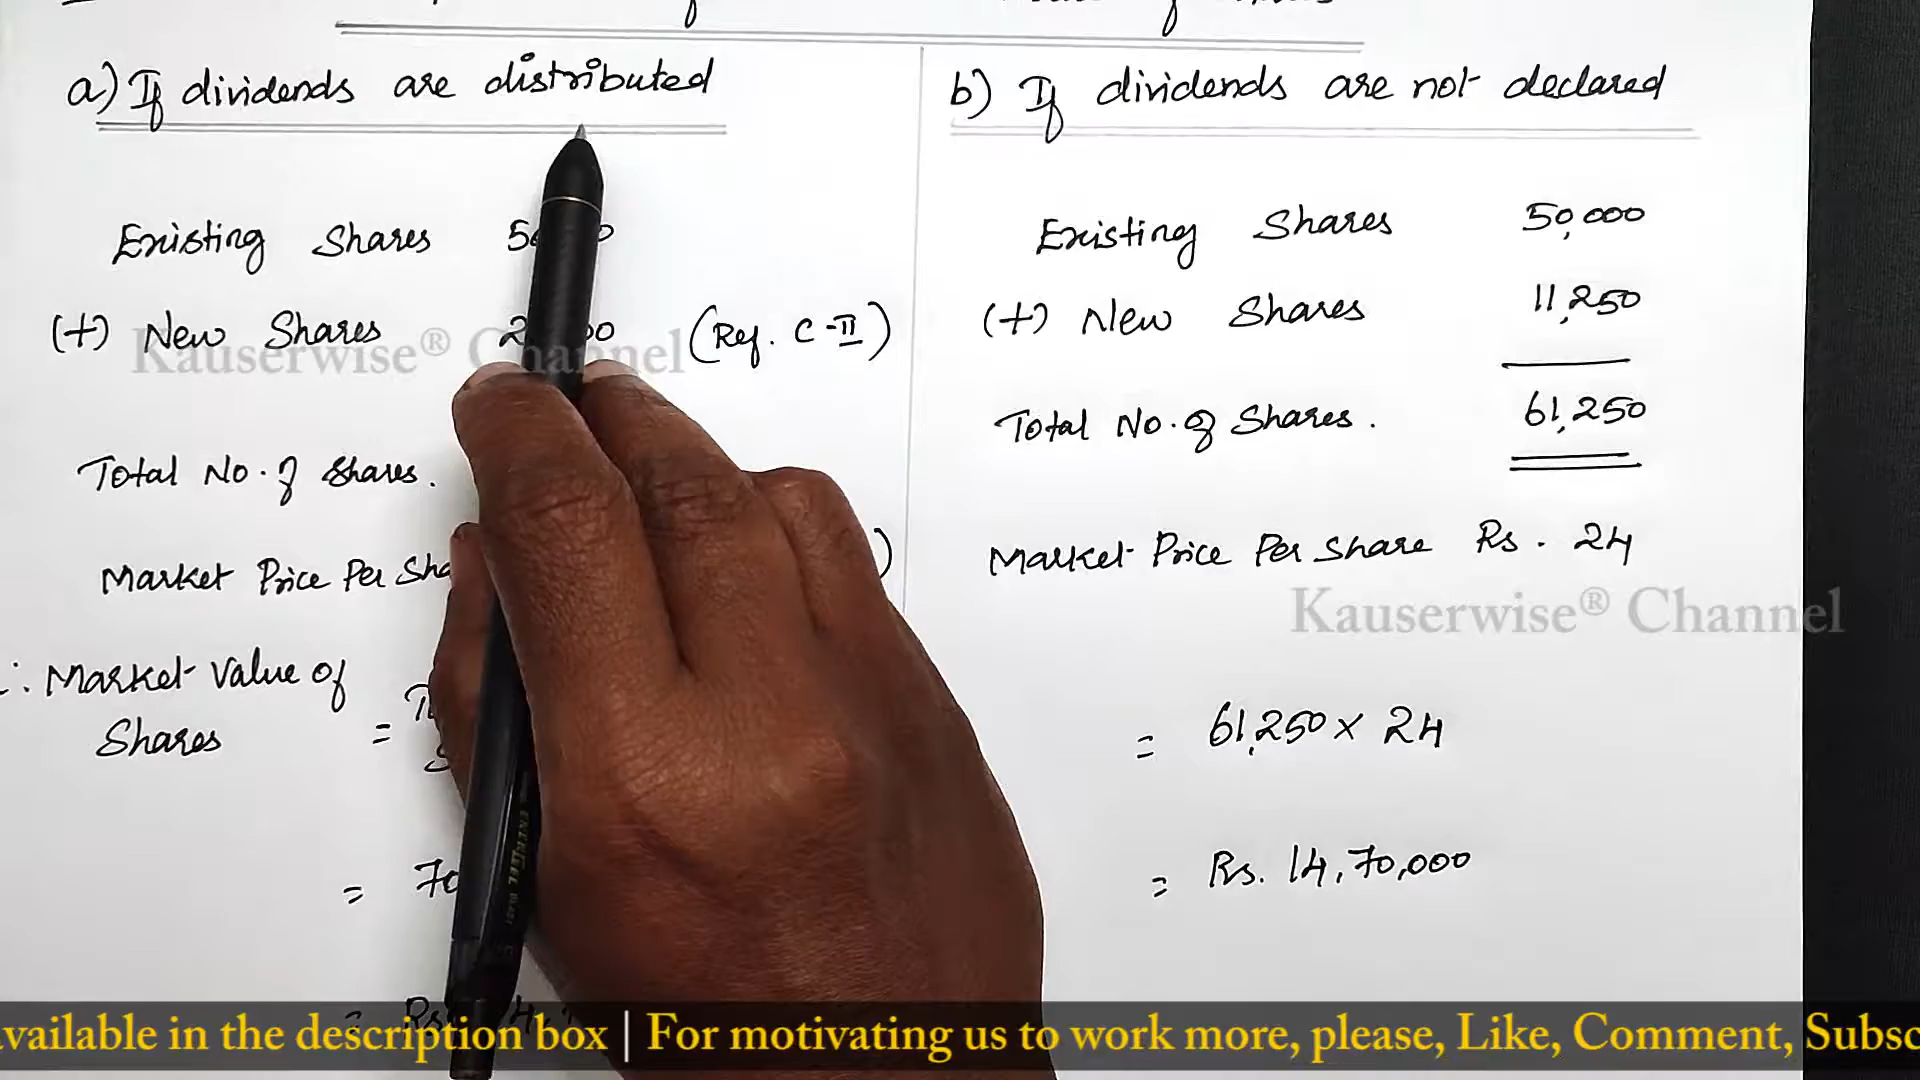 a) If dividends are distributed
Existing Shares
(+) New Shares (Ref. C-II)
Total No. of Shares.
Market Price Per
∴ Market Value of
Shares =
=
=
b) If dividends are not declared
Existing Shares 50,000
(+) New Shares 11,250
Total No. of Shares. 61,250
Market Price Per Share Rs. 24
= 61,250 x 24
= Rs. 14,70,000
Kauserwise® Channel
Kauserwise® Channel
available in the description box | For motivating us to work more, please, Like, Comment,